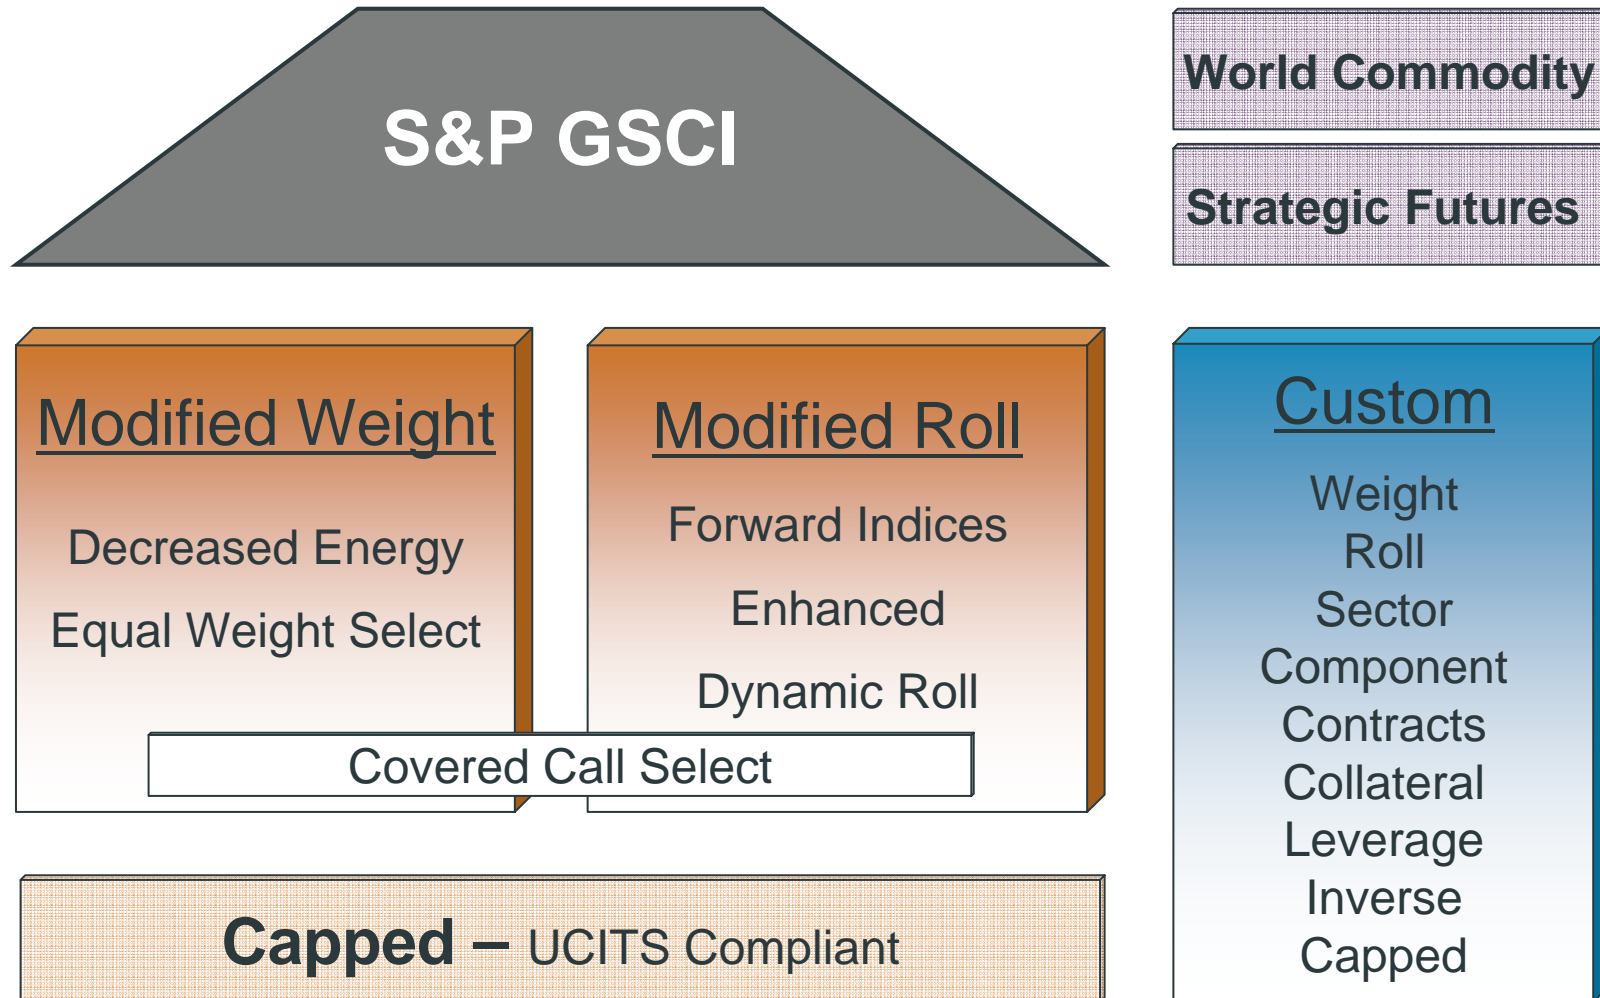 S&P GSCI
World Commodity
Strategic Futures
Modified Weight
Decreased Energy
Equal Weight Select
Modified Roll
Forward Indices
Enhanced
Dynamic Roll
Covered Call Select
Custom
Weight
Roll
Sector
Component
Contracts
Collateral
Leverage
Inverse
Capped
Capped – UCITS Compliant